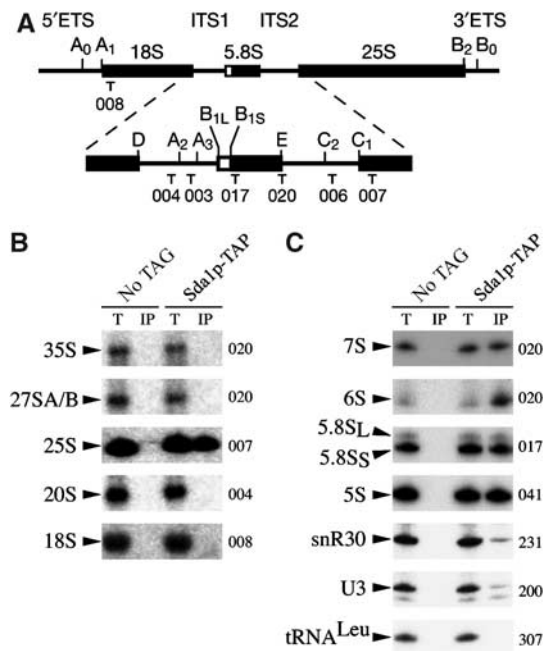 A
5′ETS ITS1 ITS2 3′ETS
A0 A1 18S 5.8S 25S B2 B0
008
B1L B1S
D A2 A3 E C2 C1
004 003 017 020 006 007
B
No TAG Sda1p-TAP
T IP T IP
35S 020
27SA/B 020
25S 007
20S 004
18S 008
C
No TAG Sda1p-TAP
T IP T IP
7S 020
6S 020
5.8SL
5.8SS 017
5S 041
snR30 231
U3 200
tRNALeu 307